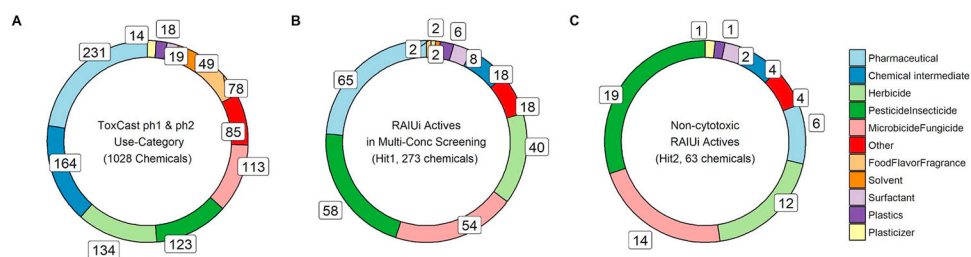 A
14
18
19
49
78
85
113
123
134
164
231
ToxCast ph1 & ph2
Use-Category
(1028 Chemicals)
B
2
2
2
6
8
18
18
40
54
58
65
RAIUi Actives
in Multi-Conc Screening
(Hit1, 273 chemicals)
C
1
1
2
4
4
6
12
14
19
Non-cytotoxic
RAIUi Actives
(Hit2, 63 chemicals)
Pharmaceutical
Chemical intermediate
Herbicide
PesticideInsecticide
MicrobicideFungicide
Other
FoodFlavorFragrance
Solvent
Surfactant
Plastics
Plasticizer